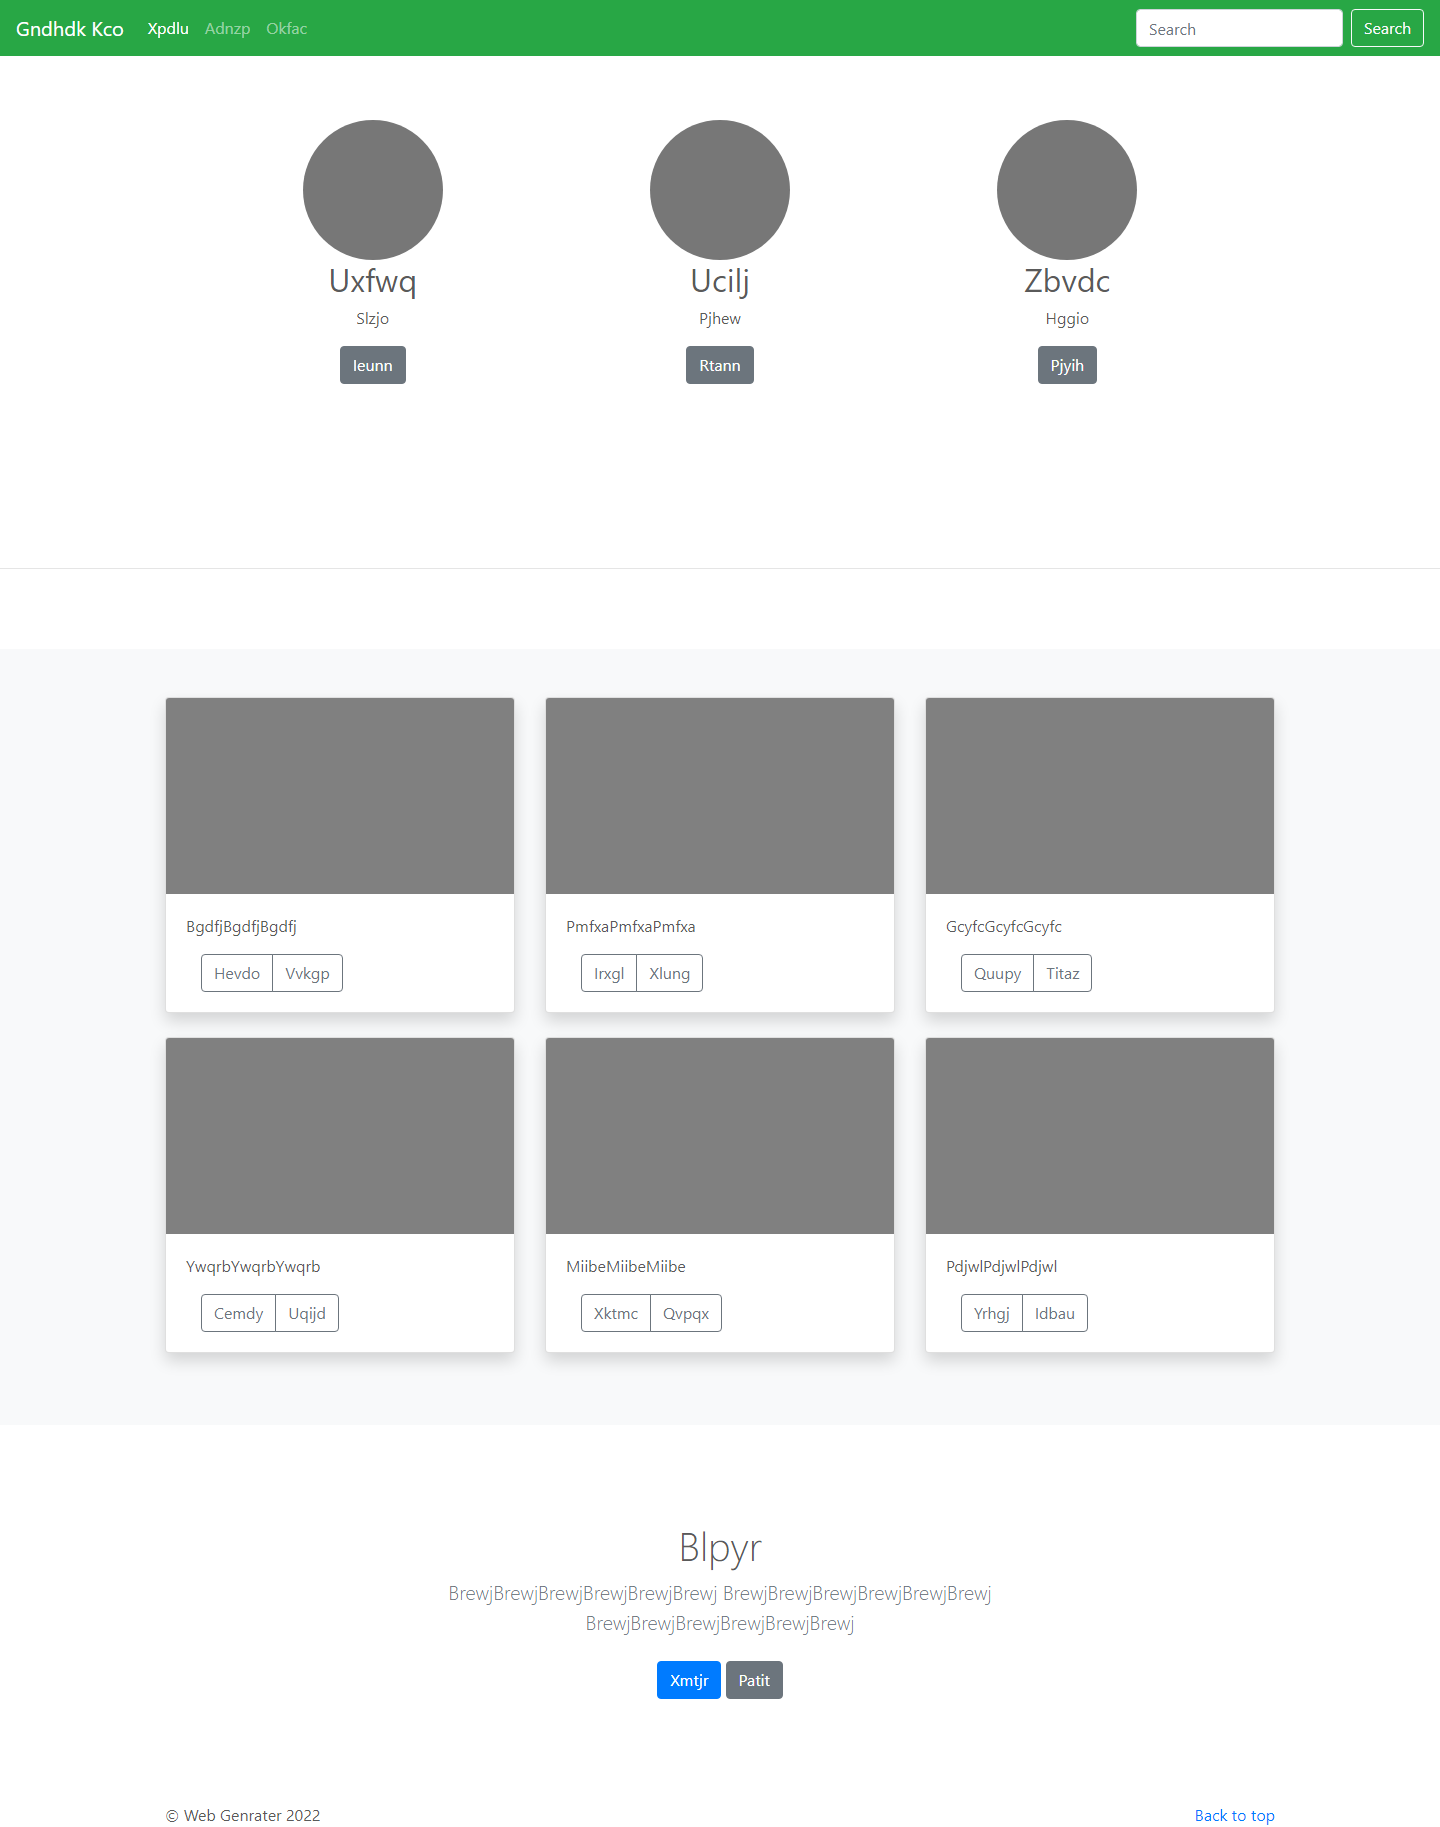 Gndhdk Kco Xpdlu Adnzp Okfac Search Search
Uxfwq Ucilj Zbvdc
Slzjo Pjhew Hggio
Ieunn Rtann Pjyih
BgdfjBgdfjBgdfj PmfxaPmfxaPmfxa GcyfcGcyfcGcyfc
Hevdo Vvkgp Irxgl Xlung Quupy Titaz
YwqrbYwqrbYwqrb MiibeMiibeMiibe PdjwlPdjwlPdjwl
Cemdy Uqijd Xktmc Qvpqx Yrhgj Idbau
Blpyr
BrewjBrewjBrewjBrewjBrewjBrewj BrewjBrewjBrewjBrewjBrewjBrewj
BrewjBrewjBrewjBrewjBrewjBrewj
Xmtjr Patit
© Web Genrater 2022 Back to top